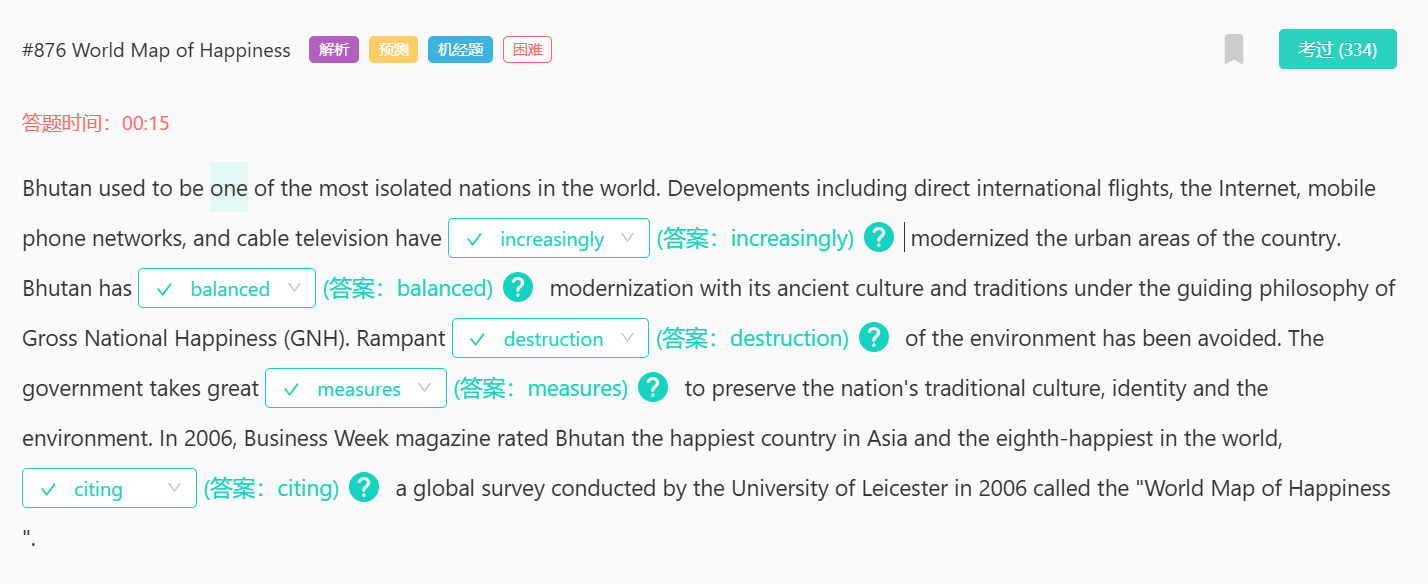 #876 World Map of Happiness 解析 预测 机经题 困难 考过 (334)
答题时间：00:15
Bhutan used to be one of the most isolated nations in the world. Developments including direct international flights, the Internet, mobile
phone networks, and cable television have increasingly (答案：increasingly) ? modernized the urban areas of the country.
Bhutan has balanced (答案：balanced) ? modernization with its ancient culture and traditions under the guiding philosophy of
Gross National Happiness (GNH). Rampant destruction (答案：destruction) ? of the environment has been avoided. The
government takes great measures (答案：measures) ? to preserve the nation's traditional culture, identity and the
environment. In 2006, Business Week magazine rated Bhutan the happiest country in Asia and the eighth-happiest in the world,
citing (答案：citing) ? a global survey conducted by the University of Leicester in 2006 called the "World Map of Happiness
".